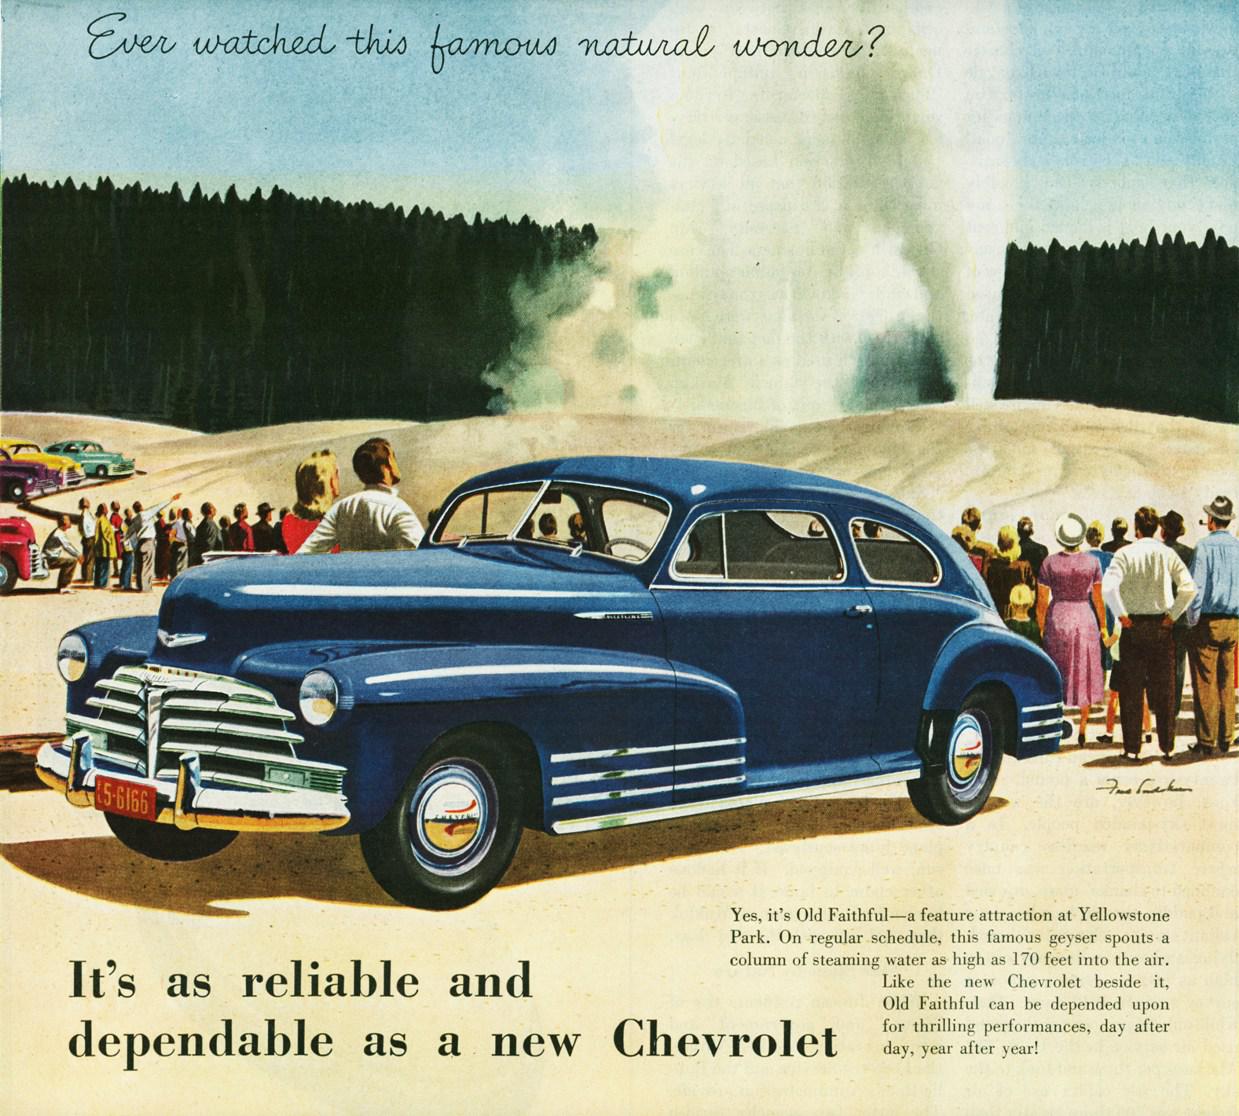 Ever watched this famous natural wonder?
FLEETLINE
CHEVROLET
5-6166
Yes, it's Old Faithful—a feature attraction at Yellowstone
Park. On regular schedule, this famous geyser spouts a
column of steaming water as high as 170 feet into the air.
Like the new Chevrolet beside it,
Old Faithful can be depended upon
for thrilling performances, day after
day, year after year!
It's as reliable and
dependable as a new Chevrolet